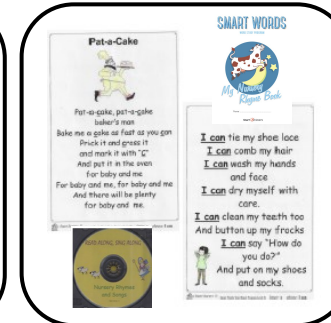 Pat-a-Cake
Pat-a-cake, pat-a-cake
baker's man
Bake me a cake as fast as you can
Prick it and cross it
and mark it with "C"
And put it in the oven
for baby and me
For baby and me, for baby and me
And there will be plenty
for baby and me.
READ ALONG, SING ALONG
Nursery Rhymes
and Songs
SMART WORDS
My Nursery
Rhyme Book
I can tie my shoe lace
I can comb my hair
I can wash my hands
and face
I can dry myself with
care.
I can clean my teeth too
And button up my frocks
I can say "How do
you do?"
And put on my shoes
and socks.